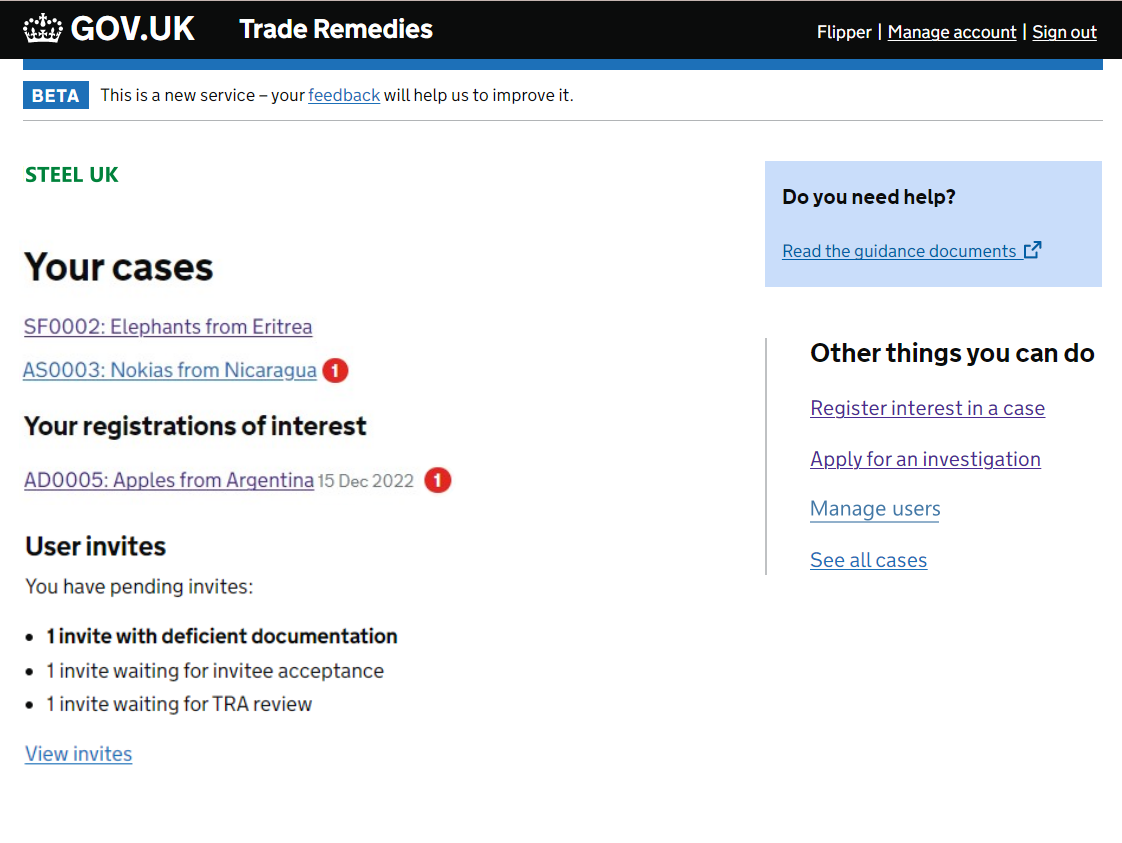 GOV.UK Trade Remedies Flipper | Manage account | Sign out
BETA This is a new service – your feedback will help us to improve it.
STEEL UK
Your cases
SF0002: Elephants from Eritrea
AS0003: Nokias from Nicaragua 1
Your registrations of interest
AD0005: Apples from Argentina 15 Dec 2022 1
User invites
You have pending invites:
• 1 invite with deficient documentation
• 1 invite waiting for invitee acceptance
• 1 invite waiting for TRA review
View invites
Do you need help?
Read the guidance documents
Other things you can do
Register interest in a case
Apply for an investigation
Manage users
See all cases